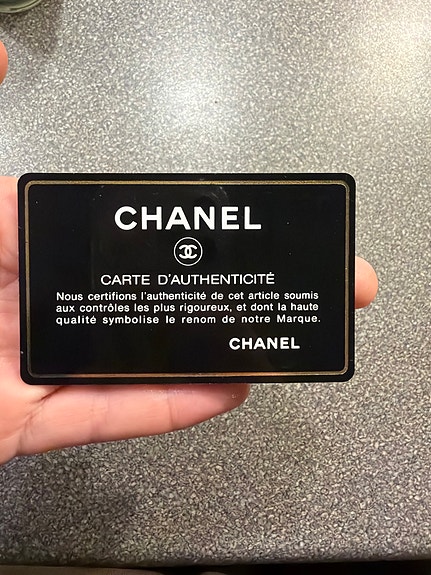 CHANEL
CARTE D'AUTHENTICITÉ
Nous certifions l'authenticité de cet article soumis
aux contrôles les plus rigoureux, et dont la haute
qualité symbolise le renom de notre Marque.
CHANEL